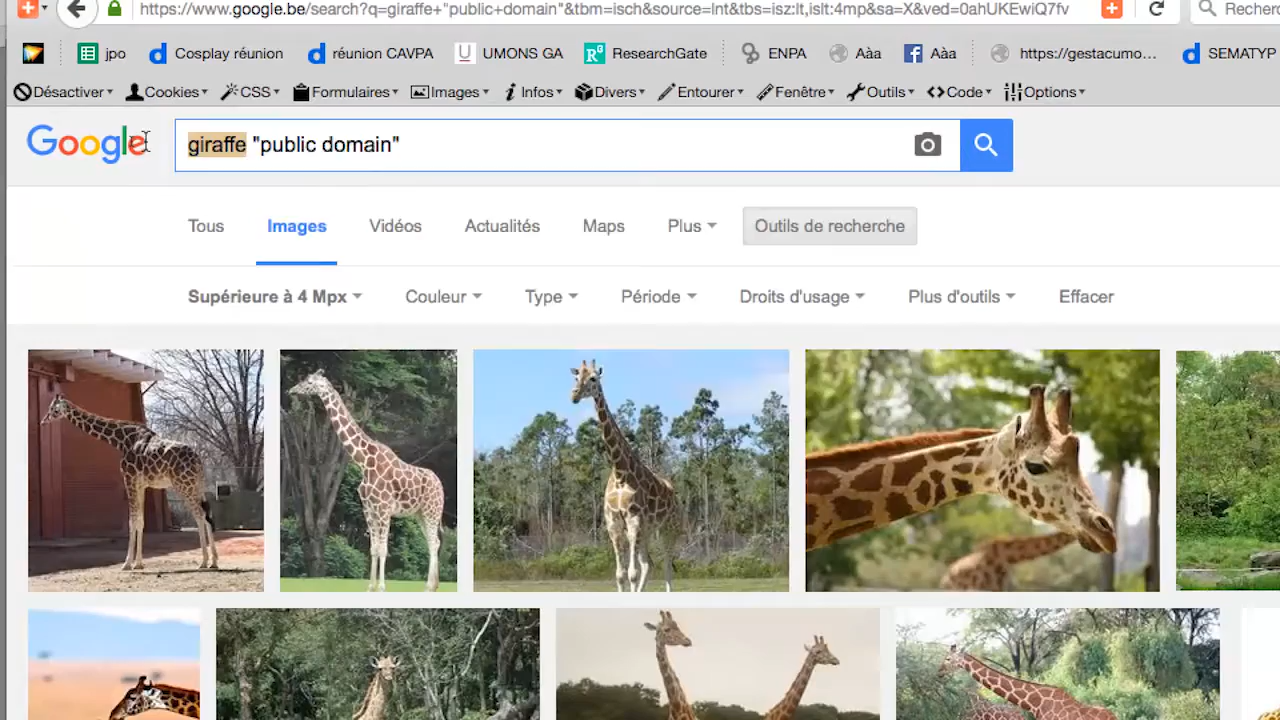 https://www.google.be/search?q=giraffe+"public+domain"&tbm=isch&source=lnt&tbs=isz:lt,islt:4mp&sa=X&ved=0ahUKEwiQ7fv Recherc
jpo Cosplay réunion réunion CAVPA UMONS GA ResearchGate ENPA Aàa Aàa https://gestacumo... SEMATYP
Désactiver Cookies CSS Formulaires Images Infos Divers Entourer Fenêtre Outils Code Options
Google giraffe "public domain"
Tous Images Vidéos Actualités Maps Plus Outils de recherche
Supérieure à 4 Mpx Couleur Type Période Droits d'usage Plus d'outils Effacer